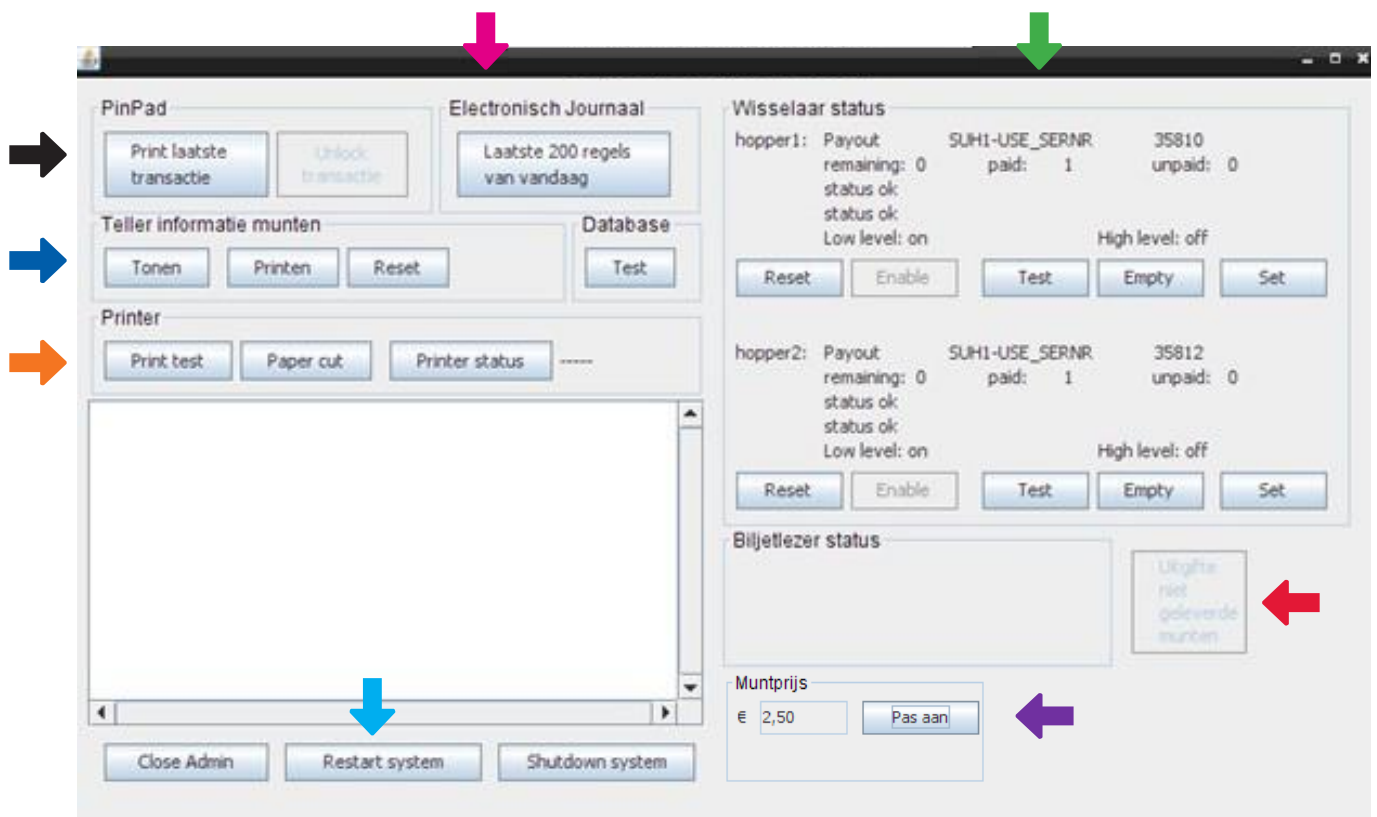 PinPad
Print laatste
transactie
Unlock
transactie
Electronisch Journaal
Laatste 200 regels
van vandaag
Teller informatie munten
Tonen
Printen
Reset
Database
Test
Printer
Print test
Paper cut
Printer status
-----
Close Admin
Restart system
Shutdown system
Wisselaar status
hopper1: Payout SUH1-USE_SERNR 35810
remaining: 0 paid: 1 unpaid: 0
status ok
status ok
Low level: on High level: off
Reset Enable Test Empty Set
hopper2: Payout SUH1-USE_SERNR 35812
remaining: 0 paid: 1 unpaid: 0
status ok
status ok
Low level: on High level: off
Reset Enable Test Empty Set
Biljetlezer status
Uitgifte
niet
geleverde
munten
Muntprijs
€ 2,50 Pas aan